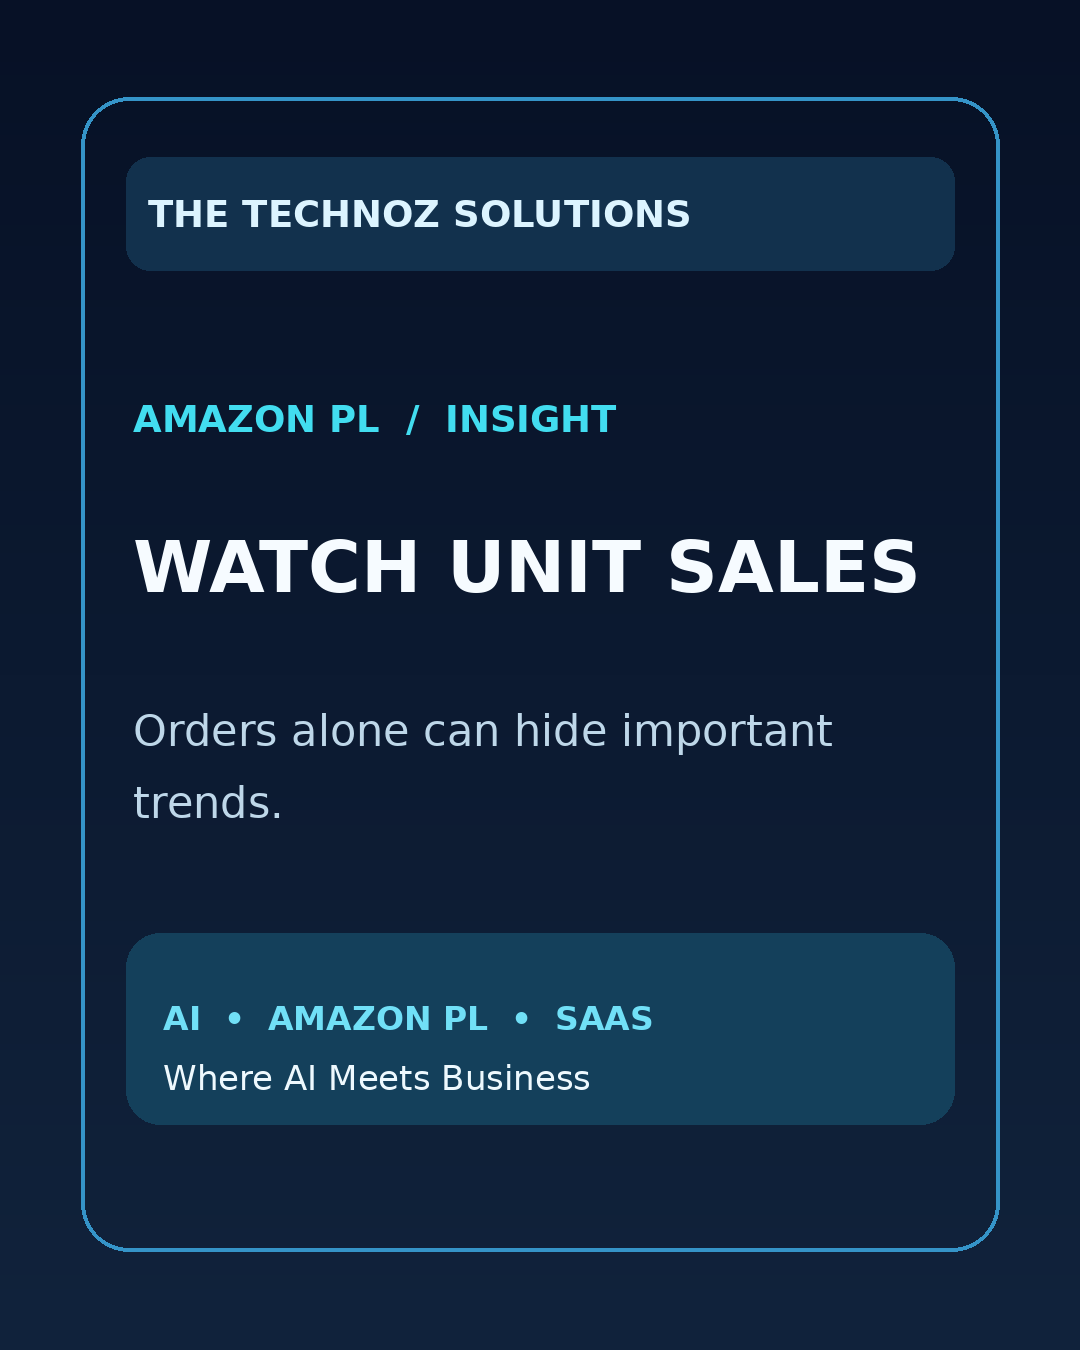 THE TECHNOZ SOLUTIONS
AMAZON PL / INSIGHT
WATCH UNIT SALES
Orders alone can hide important
trends.
AI • AMAZON PL • SAAS
Where AI Meets Business